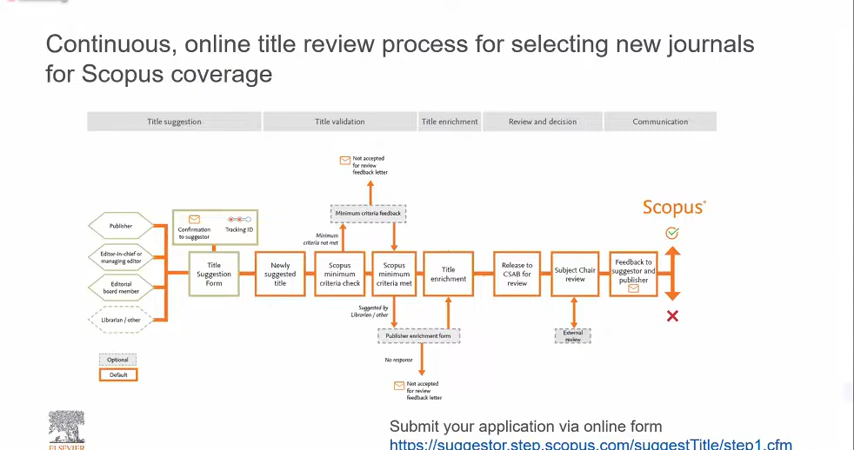 Continuous, online title review process for selecting new journals
for Scopus coverage
Title suggestion
Title validation
Title enrichment
Review and decision
Communication
Not accepted
for review
feedback letter
Minimum criteria feedback
Minimum
criteria not met
Publisher
Editor-in-chief or
managing editor
Editorial
board member
Librarian / other
Confirmation
to suggestor
Tracking ID
Title
Suggestion
Form
Newly
suggested
title
Scopus
minimum
criteria check
Scopus
minimum
criteria met
Title
enrichment
Release to
CSAB for
review
Subject Chair
review
Feedback to
suggestor and
publisher
Scopus®
Suggested by
Librarian / other
Publisher enrichment form
External
review
No response
Not accepted
for review
feedback letter
Optional
Default
ELSEVIER
Submit your application via online form
https://suggestor.step.scopus.com/suggestTitle/step1.cfm